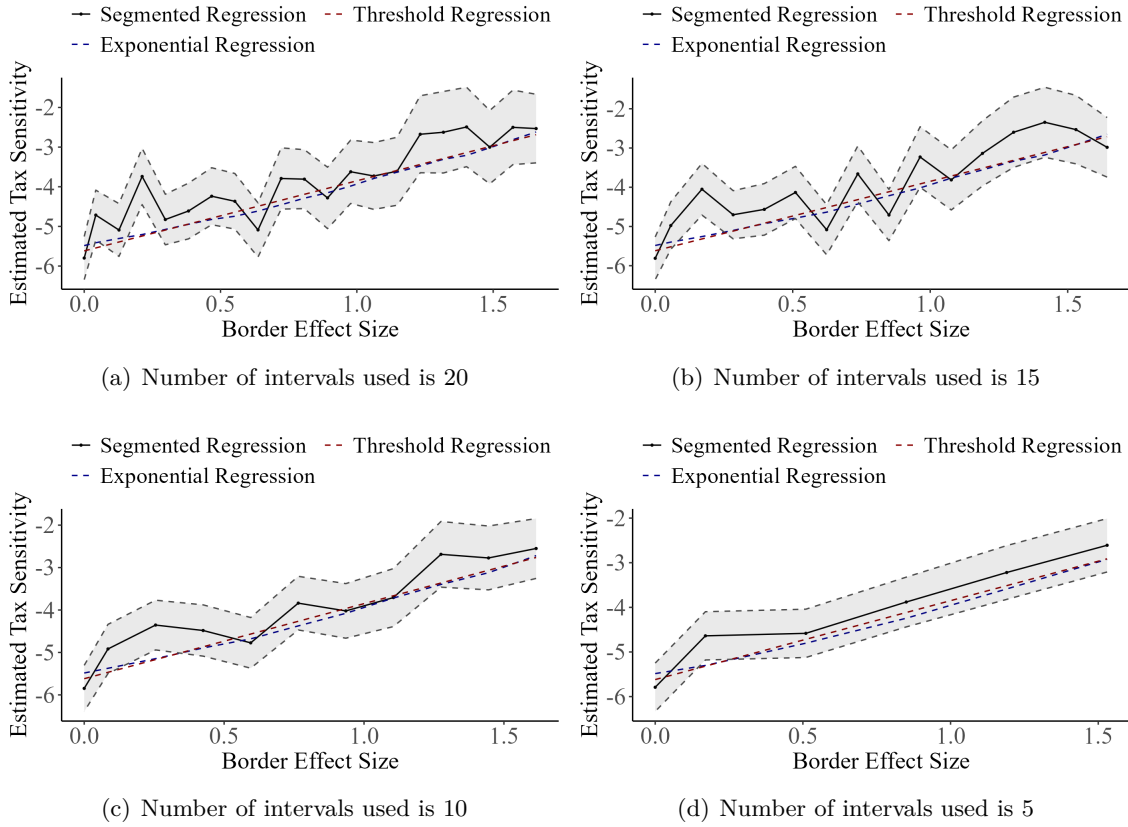 Segmented Regression Threshold Regression
Exponential Regression
Estimated Tax Sensitivity
-2
-3
-4
-5
-6
0.0 0.5 1.0 1.5
Border Effect Size
(a) Number of intervals used is 20
Segmented Regression Threshold Regression
Exponential Regression
Estimated Tax Sensitivity
-2
-3
-4
-5
-6
0.0 0.5 1.0 1.5
Border Effect Size
(b) Number of intervals used is 15
Segmented Regression Threshold Regression
Exponential Regression
Estimated Tax Sensitivity
-2
-3
-4
-5
-6
0.0 0.5 1.0 1.5
Border Effect Size
(c) Number of intervals used is 10
Segmented Regression Threshold Regression
Exponential Regression
Estimated Tax Sensitivity
-2
-3
-4
-5
-6
0.0 0.5 1.0 1.5
Border Effect Size
(d) Number of intervals used is 5